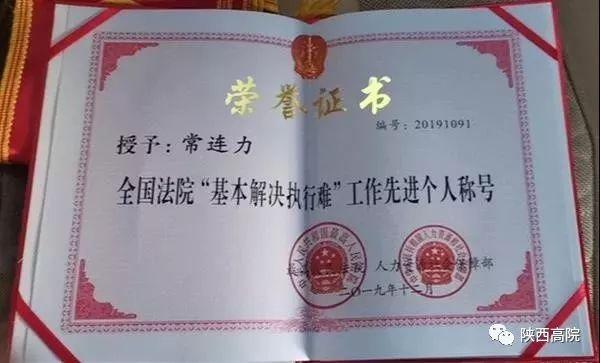 荣誉证书
编号:20191091
授予:常连力
全国法院“基本解决执行难”工作先进个人称号
人力 障部
二〇一九年十二月
陕西高院